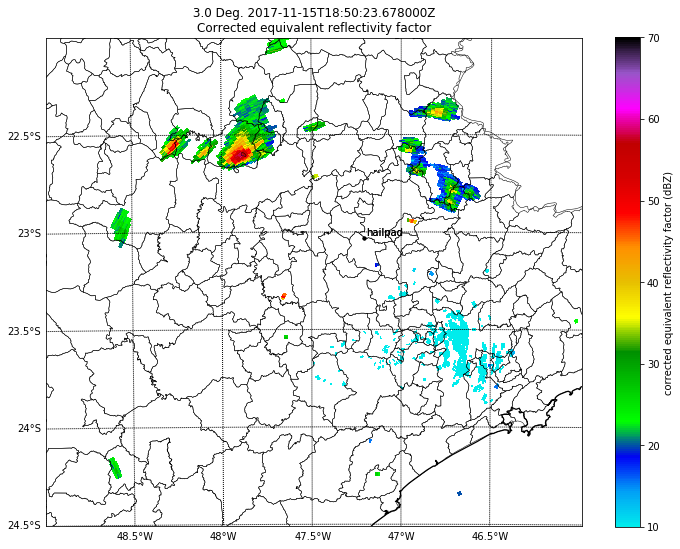 3.0 Deg. 2017-11-15T18:50:23.678000Z
Corrected equivalent reflectivity factor
22.5°S
23°S
23.5°S
24°S
24.5°S
48.5°W
48°W
47.5°W
47°W
46.5°W
hailpad
70
60
50
40
30
20
10
corrected equivalent reflectivity factor (dBZ)